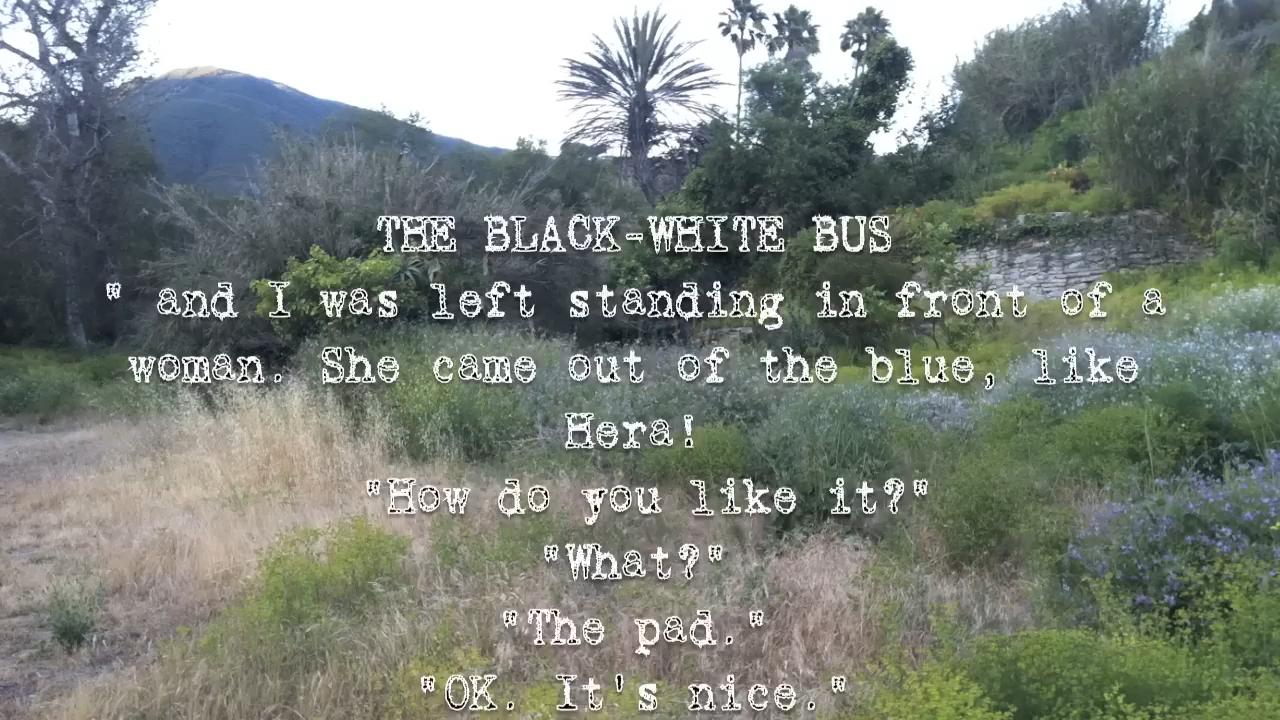 THE BLACK-WHITE BUS
" and I was left standing in front of a
woman. She came out of the blue, like
Hera!
"How do you like it?"
"What?"
"The pad."
"OK. It's nice."